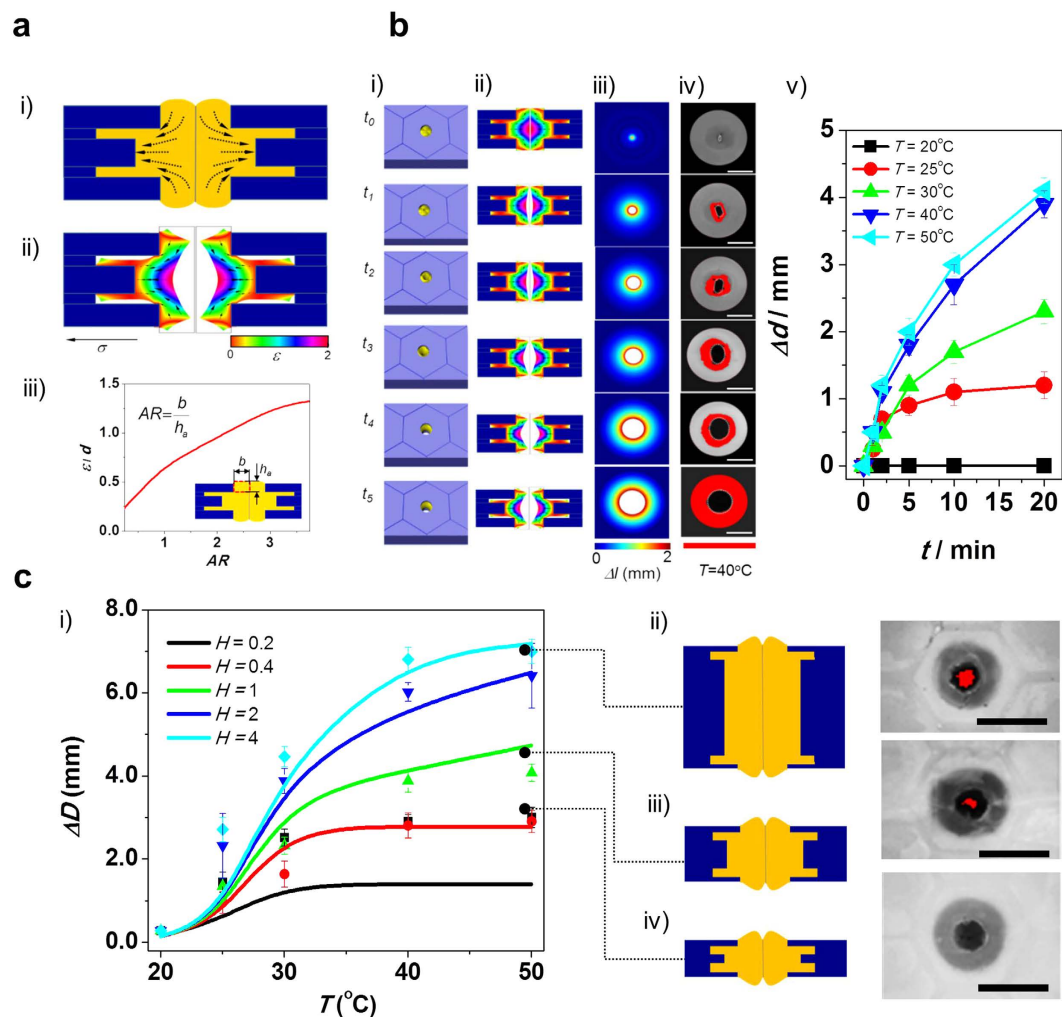 a
b
i)
ii)
σ
0 ε 2
iii)
ε/ d
1.5
1.0
0.5
0.0
AR= b / hₐ
b
hₐ
1 2 3
AR
i) ii) iii) iv) v)
t₀
t₁
t₂
t₃
t₄
t₅
0 2
Δl (mm)
T=40°C
Δd / mm
5
4
3
2
1
0
T = 20°C
T = 25°C
T = 30°C
T = 40°C
T = 50°C
0 5 10 15 20
t / min
c
i)
ΔD (mm)
8.0
6.0
4.0
2.0
0.0
H = 0.2
H = 0.4
H = 1
H = 2
H = 4
20 30 40 50
T (°C)
ii)
iii)
iv)